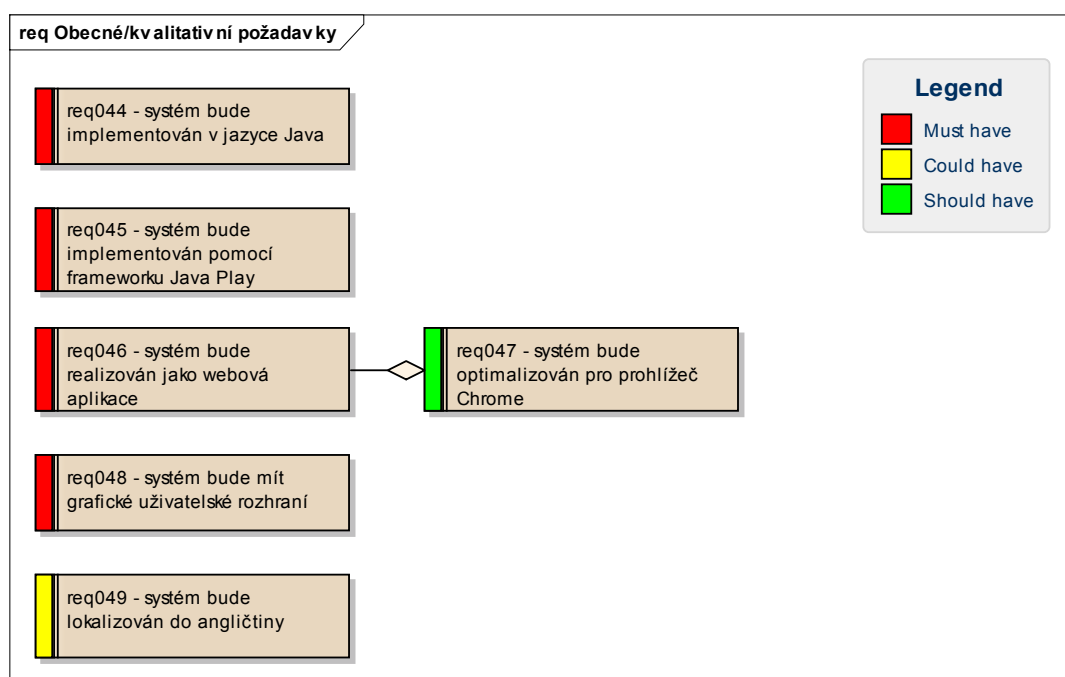 req Obecné/kvalitativní požadavky
req044 - systém bude
implementován v jazyce Java
req045 - systém bude
implementován pomocí
frameworku Java Play
req046 - systém bude
realizován jako webová
aplikace
req047 - systém bude
optimalizován pro prohlížeč
Chrome
req048 - systém bude mít
grafické uživatelské rozhraní
req049 - systém bude
lokalizován do angličtiny
Legend
Must have
Could have
Should have